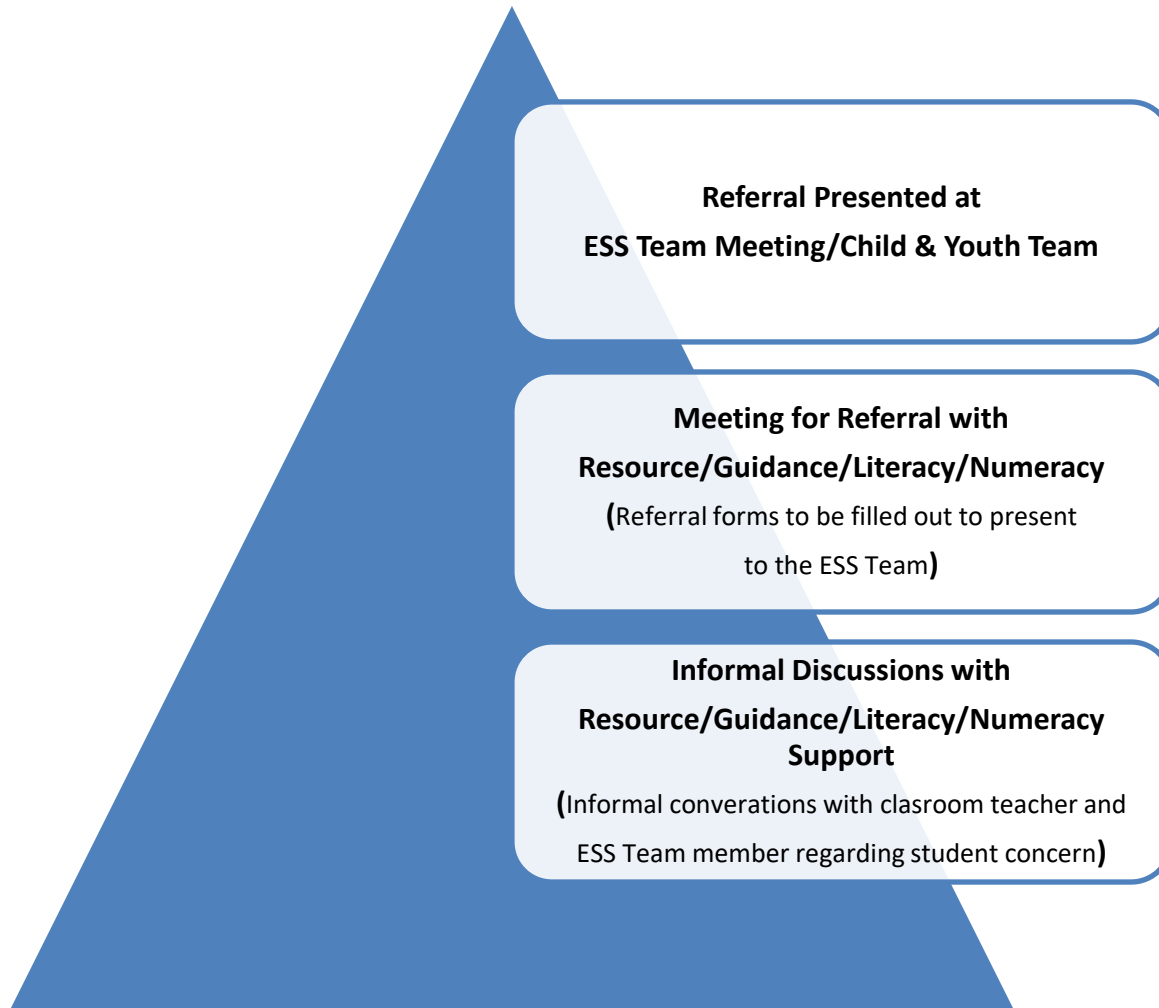 Referral Presented at
ESS Team Meeting/Child & Youth Team
Meeting for Referral with
Resource/Guidance/Literacy/Numeracy
(Referral forms to be filled out to present
to the ESS Team)
Informal Discussions with
Resource/Guidance/Literacy/Numeracy
Support
(Informal converations with clasroom teacher and
ESS Team member regarding student concern)